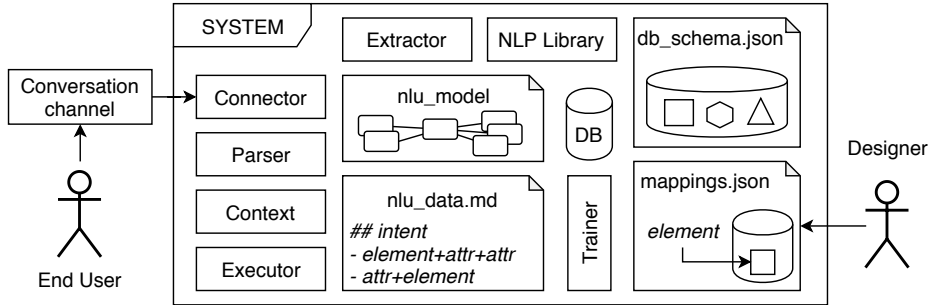 SYSTEM
Extractor
NLP Library
db_schema.json
Conversation
channel
Connector
nlu_model
DB
Parser
Designer
mappings.json
nlu_data.md
Context
Trainer
## intent
element
- element+attr+attr
Executor
- attr+element
End User